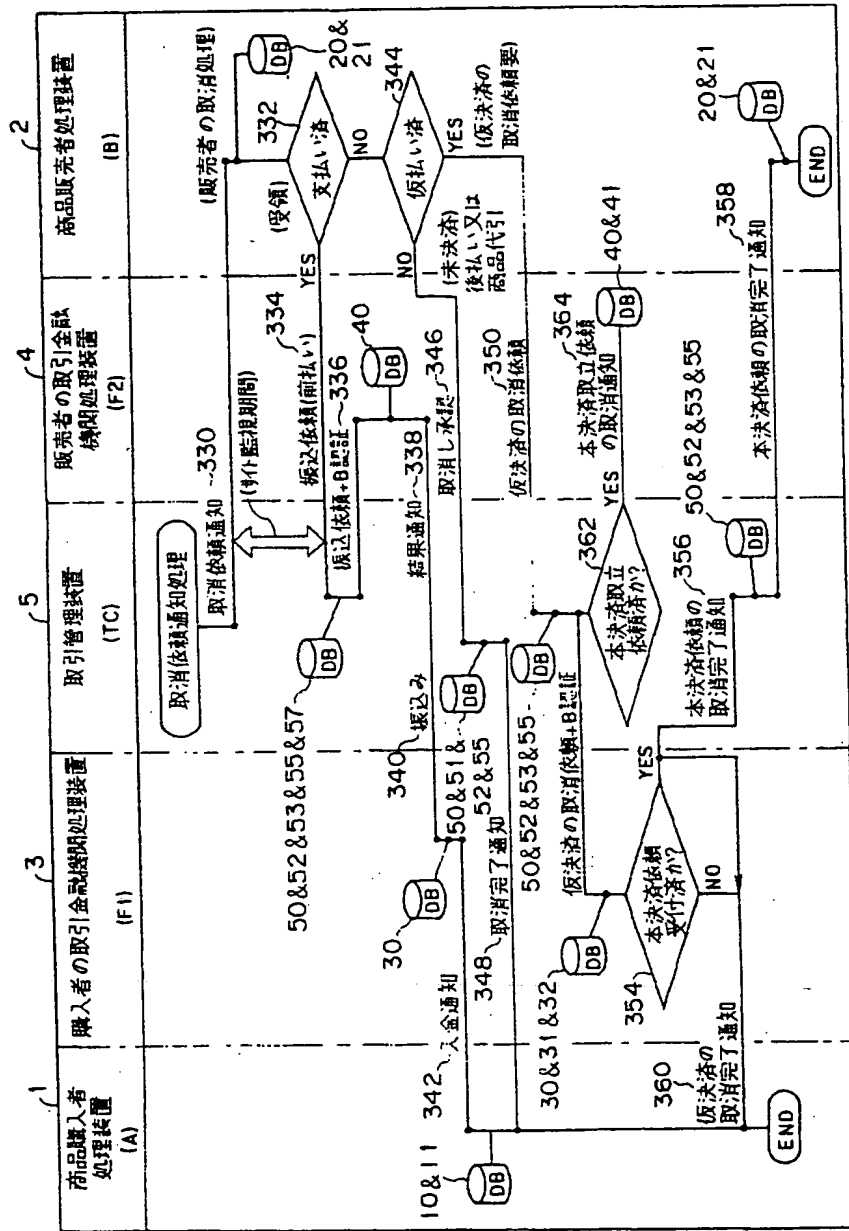 1
商品購入者
処理装置
(A)
3
購入者の取引金融機関処理装置
(F1)
5
取引管理装置
(TC)
4
販売者の取引金融
機関処理装置
(F2)
2
商品販売者処理装置
(B)
取消依頼通知処理
取消依頼通知
330
(サイト監視期間)
(販売者の取消処理)
DB
20&21
(受領)
332
支払い済
YES
NO
344
仮払い済
NO
YES
(仮決済の
取消依頼要)
(未決済)
後払い又は
商品代引
334
振込依頼(前払い)
振込依頼+B認証
336
DB
50&52&53&55&57
DB
40
結果通知
338
340
振込み
DB
30
342
入金通知
DB
10&11
取消し承認
346
DB
50&51&
52&55
348
取消完了通知
350
仮決済の取消依頼
DB
50&52&53&55
仮決済の取消依頼+B認証
DB
30&31&32
362
本決済取立
依頼済か?
YES
364
本決済取立依頼
の取消通知
DB
40&41
354
本決済依頼
受付済か?
YES
NO
356
本決済依頼の
取消完了通知
DB
50&52&53&55
358
本決済依頼の取消完了通知
DB
20&21
END
360
仮決済の
取消完了通知
END